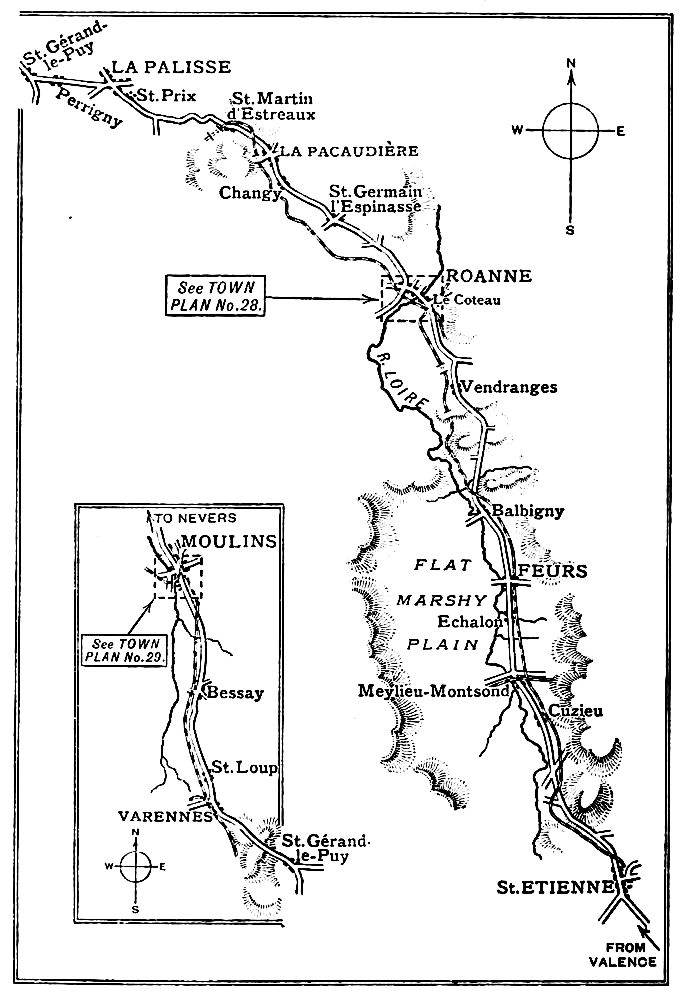 St. Gérand-
le-Puy
LA PALISSE
Perrigny
St. Prix
St. Martin
d'Estreaux
LA PACAUDIÈRE
Changy
St. Germain
l'Espinasse
N
W
E
S
See TOWN
PLAN No. 28.
ROANNE
Le Coteau
R. LOIRE
Vendranges
Balbigny
FLAT
FEURS
MARSHY
Echalon
PLAIN
Meylieu-Montsond
Cuzieu
St. ETIENNE
FROM
VALENCE
TO NEVERS
MOULINS
See TOWN
PLAN No. 29.
Bessay
St. Loup
VARENNES
St. Gérand-
le-Puy
N
W
E
S